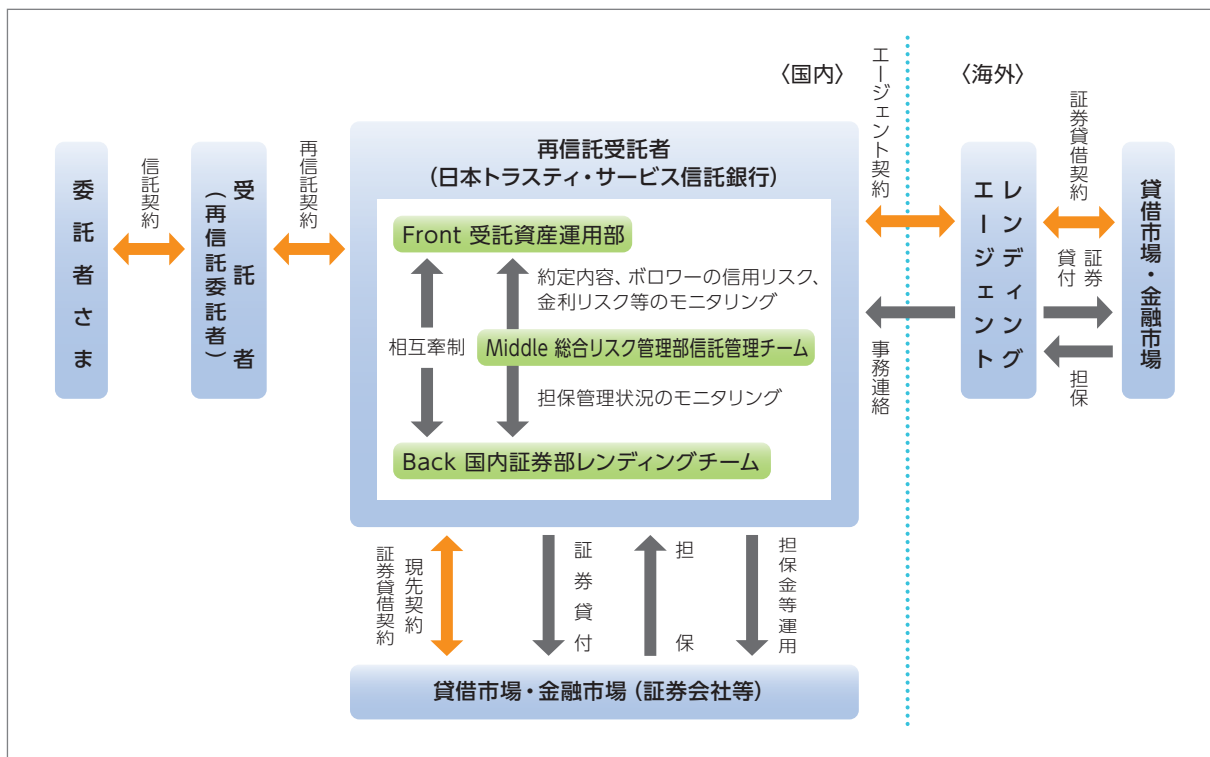 〈国内〉
〈海外〉
エージェント契約
委託者さま
信託契約
受託者
（再信託委託者）
再信託契約
再信託受託者
（日本トラスティ・サービス信託銀行）
Front 受託資産運用部
約定内容、ボロワーの信用リスク、
金利リスク等のモニタリング
相互牽制
Middle 総合リスク管理部信託管理チーム
担保管理状況のモニタリング
Back 国内証券部レンディングチーム
事務連絡
レンディング
エージェント
証券貸借契約
証券
貸付
担保
貸借市場・金融市場
現先契約
証券貸借契約
証券貸付
担保
担保金等運用
貸借市場・金融市場（証券会社等）